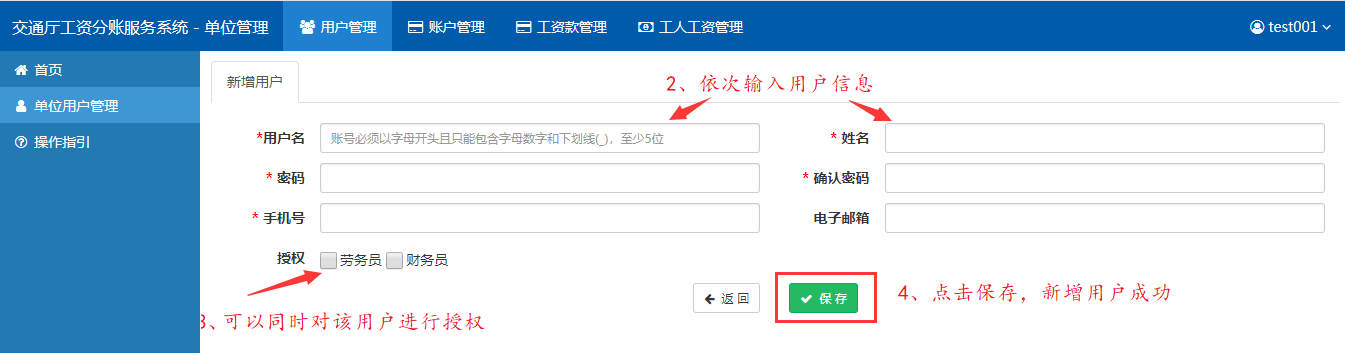 交通厅工资分账服务系统 - 单位管理 用户管理 账户管理 工资款管理 工人工资管理 test001
首页
新增用户
2、依次输入用户信息
单位用户管理
操作指引
*用户名 账号必须以字母开头且只能包含字母数字和下划线(_)，至少5位 * 姓名
* 密码 * 确认密码
* 手机号 电子邮箱
授权 劳务员 财务员
返回 保存 4、点击保存，新增用户成功
3、可以同时对该用户进行授权